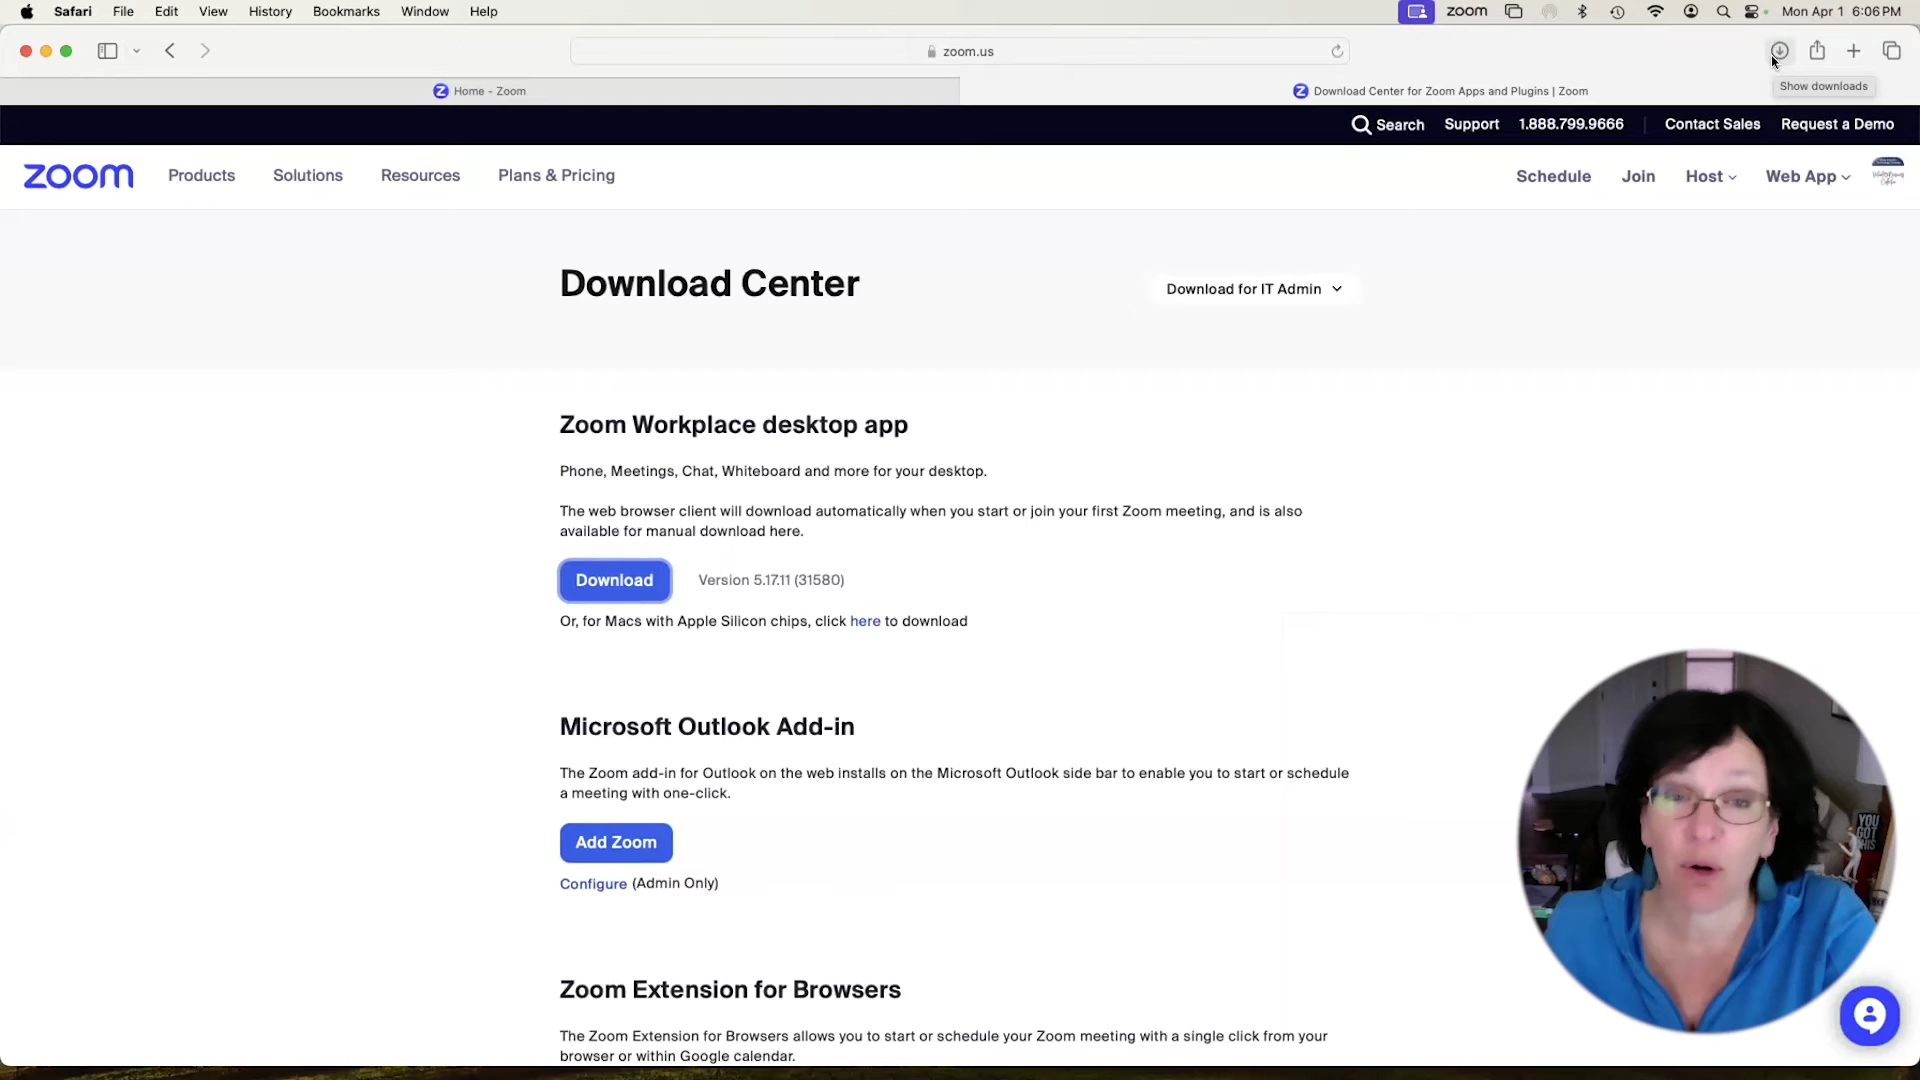 Safari File Edit View History Bookmarks Window Help
zoom Mon Apr 1 6:06 PM
zoom.us
Show downloads
Home - Zoom
Download Center for Zoom Apps and Plugins | Zoom
Search Support 1.888.799.9666 Contact Sales Request a Demo
zoom Products Solutions Resources Plans & Pricing Schedule Join Host Web App
Download Center
Download for IT Admin
Zoom Workplace desktop app
Phone, Meetings, Chat, Whiteboard and more for your desktop.
The web browser client will download automatically when you start or join your first Zoom meeting, and is also
available for manual download here.
Download Version 5.17.11 (31580)
Or, for Macs with Apple Silicon chips, click here to download
Microsoft Outlook Add-in
The Zoom add-in for Outlook on the web installs on the Microsoft Outlook side bar to enable you to start or schedule
a meeting with one-click.
Add Zoom
Configure (Admin Only)
YOU
GOT
THIS
Zoom Extension for Browsers
The Zoom Extension for Browsers allows you to start or schedule your Zoom meeting with a single click from your
browser or within Google calendar.